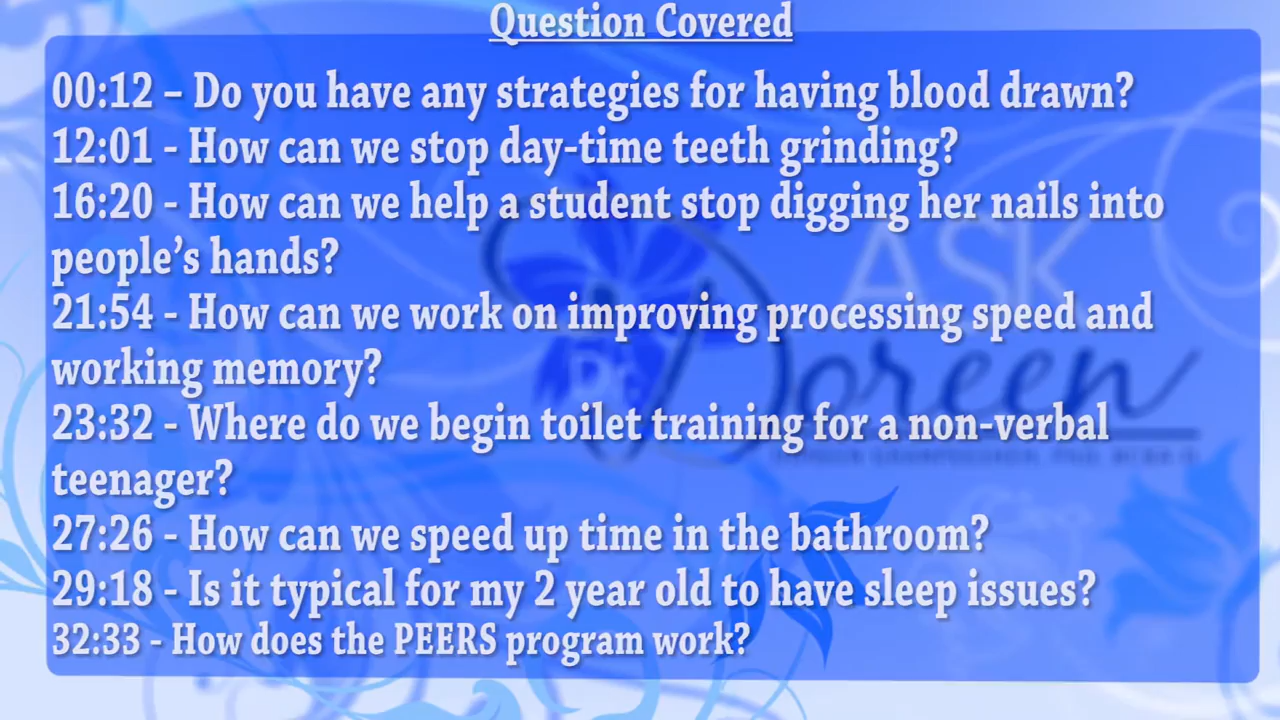 Question Covered
00:12 – Do you have any strategies for having blood drawn?
12:01 - How can we stop day-time teeth grinding?
16:20 - How can we help a student stop digging her nails into
people’s hands?
21:54 - How can we work on improving processing speed and
working memory?
23:32 - Where do we begin toilet training for a non-verbal
teenager?
27:26 - How can we speed up time in the bathroom?
29:18 - Is it typical for my 2 year old to have sleep issues?
32:33 - How does the PEERS program work?
ASK
Dr.
Doreen